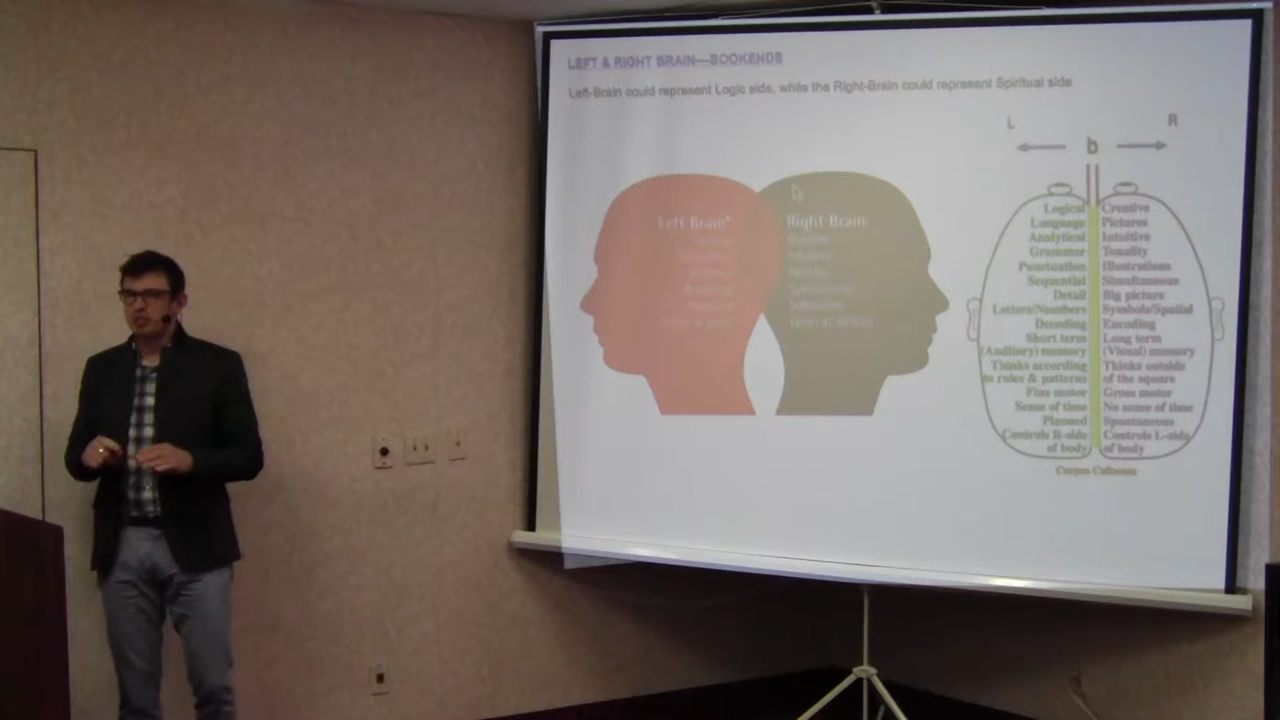 LEFT & RIGHT BRAIN—BOOKENDS
Left-Brain could represent Logic side, while the Right-Brain could represent Spiritual side
Left Brain*
Right Brain
L
R
b
Logical Creative
Language Pictures
Analytical Intuitive
Grammar Tonality
Punctuation Illustrations
Sequential Simultaneous
Detail Big picture
Letters/Numbers Symbols/Spatial
Decoding Encoding
Short term Long term
(Auditory) memory (Visual) memory
Thinks according Thinks outside
to rules & patterns of the square
Fine motor Gross motor
Sense of time No sense of time
Planned Spontaneous
Controls R-side Controls L-side
of body of body
Corpus Callosum